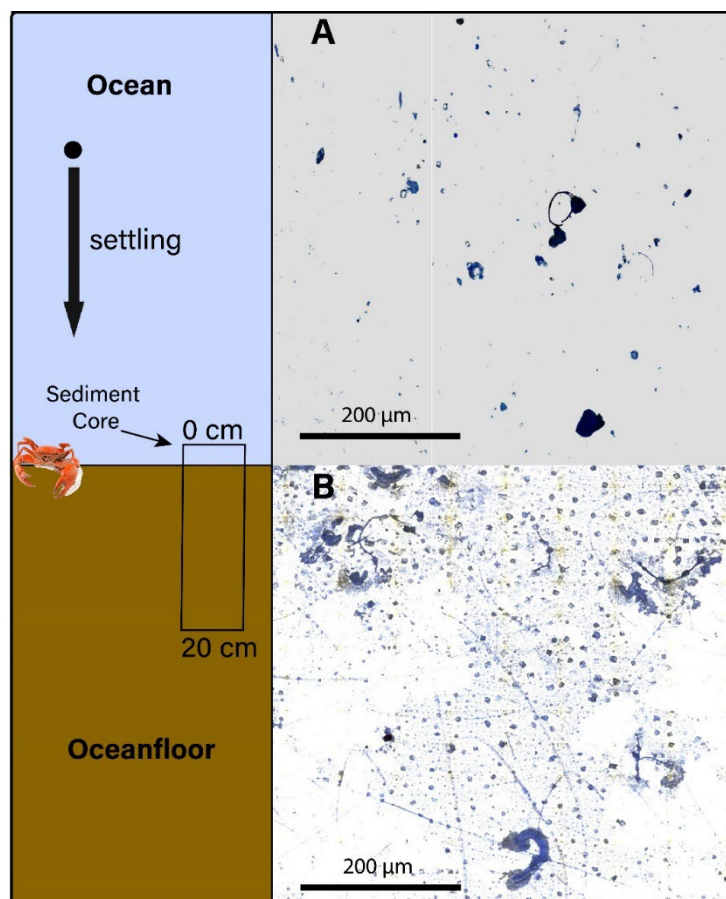 Ocean
settling
Sediment
Core
0 cm
20 cm
Oceanfloor
A
200 µm
B
200 µm